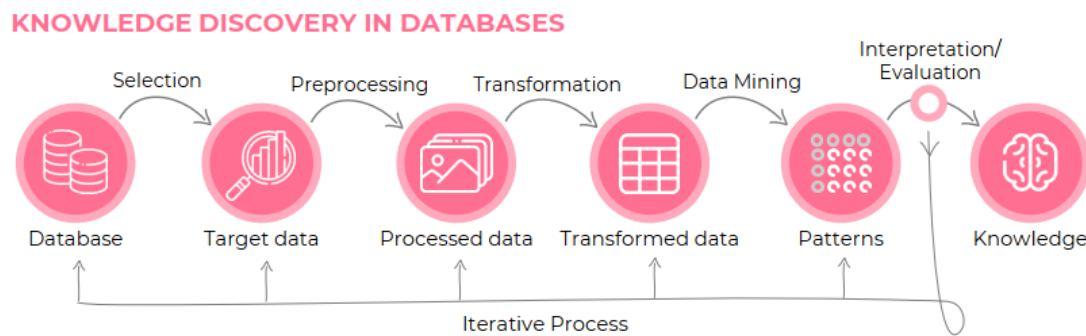 KNOWLEDGE DISCOVERY IN DATABASES
Selection
Preprocessing
Transformation
Data Mining
Interpretation/
Evaluation
Database
Target data
Processed data
Transformed data
Patterns
Knowledge
Iterative Process